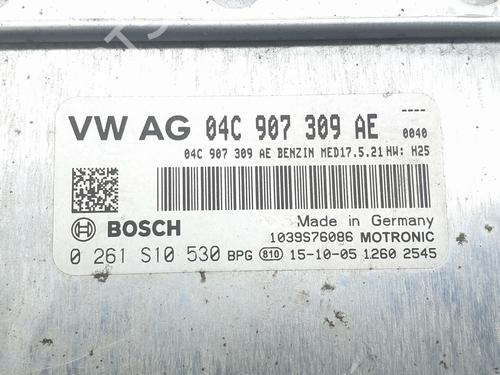 ----
VW AG 04C 907 309 AE 0040
04C 907 309 AE BENZIN MED17.5.21 HW: H25
BOSCH
Made in Germany
1039S76086 MOTRONIC
0 261 S10 530 BPG 810 15-10-05 1260 2545